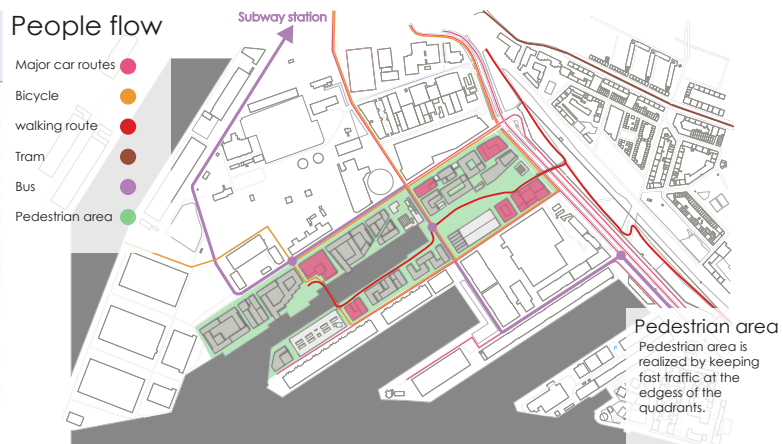 People flow
Subway station
Major car routes
Bicycle
walking route
Tram
Bus
Pedestrian area
Pedestrian area
Pedestrian area is
realized by keeping
fast traffic at the
edgess of the
quadrants.